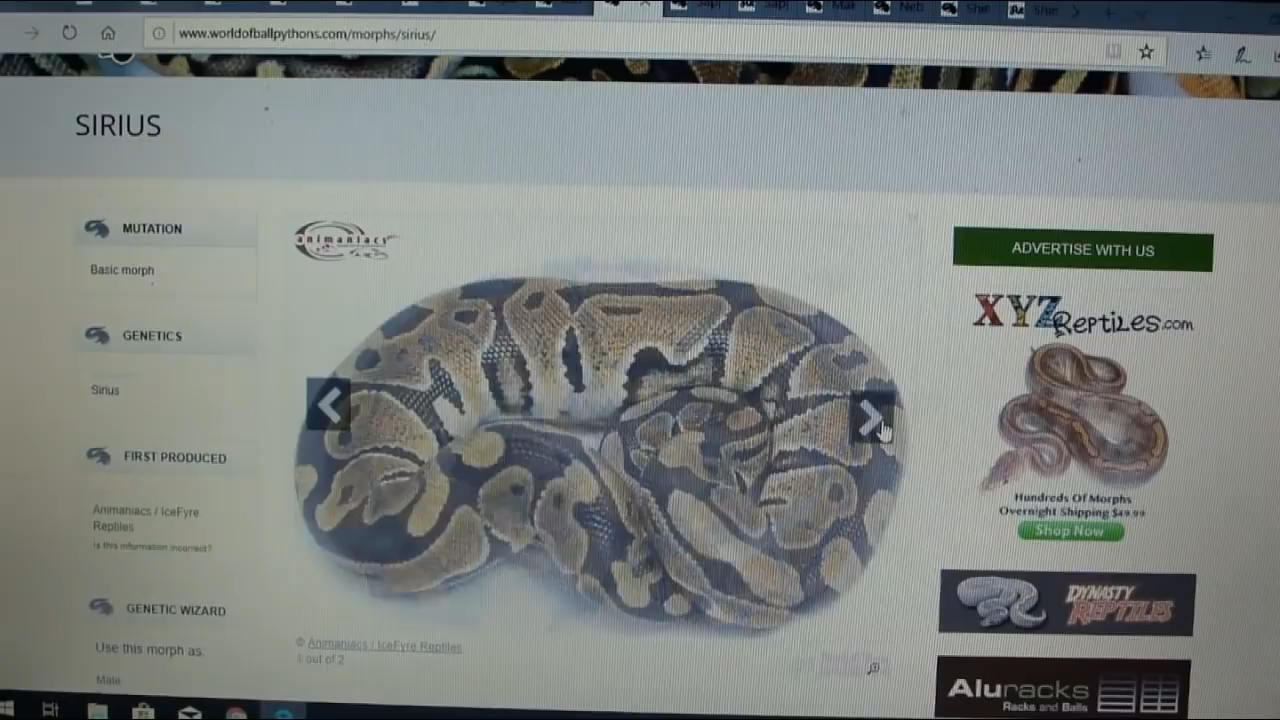 www.worldofballpythons.com/morphs/sirius/
SIRIUS
MUTATION
Basic morph
GENETICS
Sirius
FIRST PRODUCED
Animaniacs / IceFyre
Reptiles
Is this information incorrect?
GENETIC WIZARD
Use this morph as:
Male
animaniacs
© Animaniacs / IceFyre Reptiles
1 out of 2
ADVERTISE WITH US
XYZ Reptiles.com
Hundreds Of Morphs
Overnight Shipping $49.99
Shop Now
DYNASTY
REPTILES
Aluracks
Racks and Balls